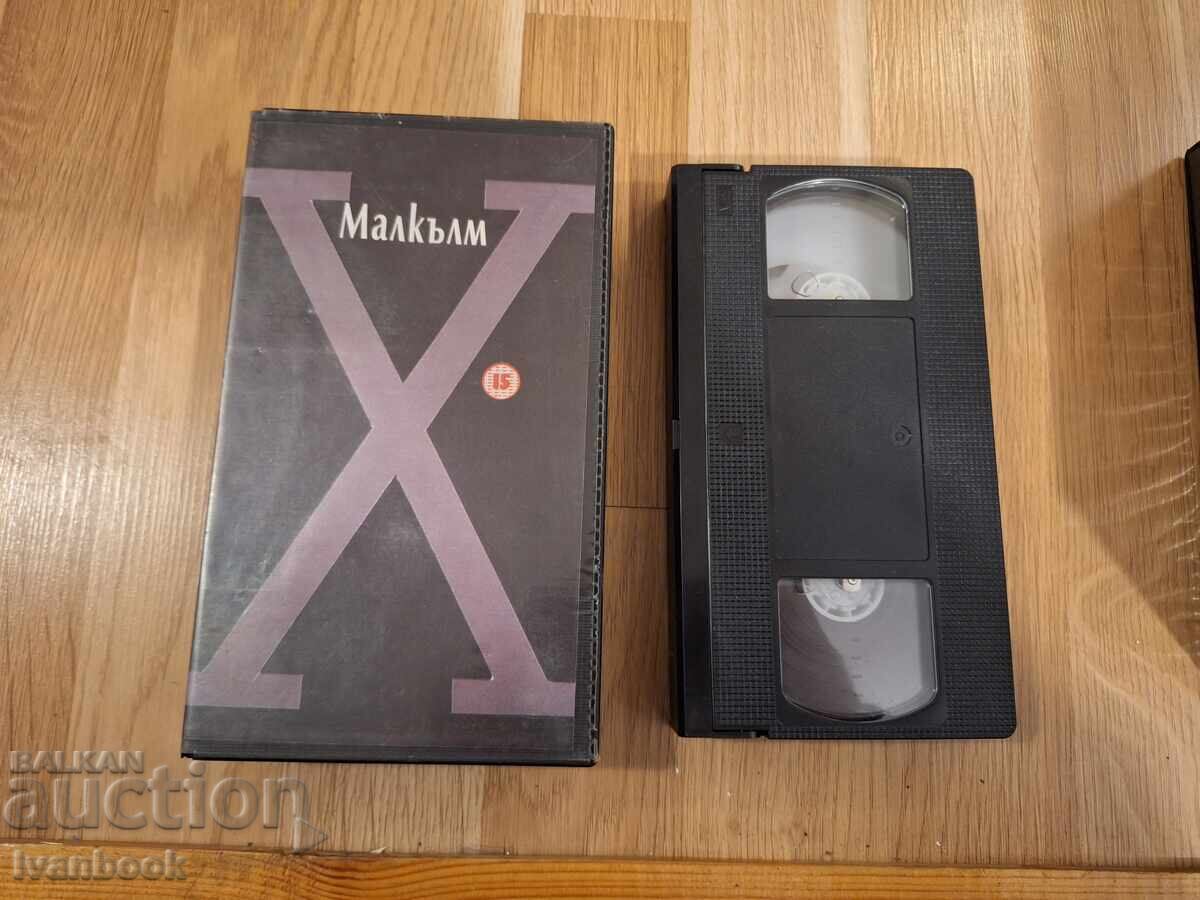 Малкълм
X
15
BALKAN
auction
Ivanbook